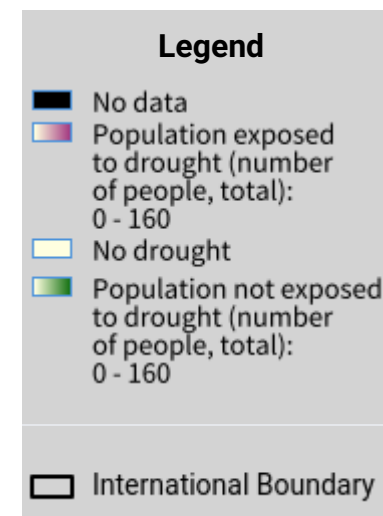 Legend
No data
Population exposed
to drought (number
of people, total):
0 - 160
No drought
Population not exposed
to drought (number
of people, total):
0 - 160
International Boundary